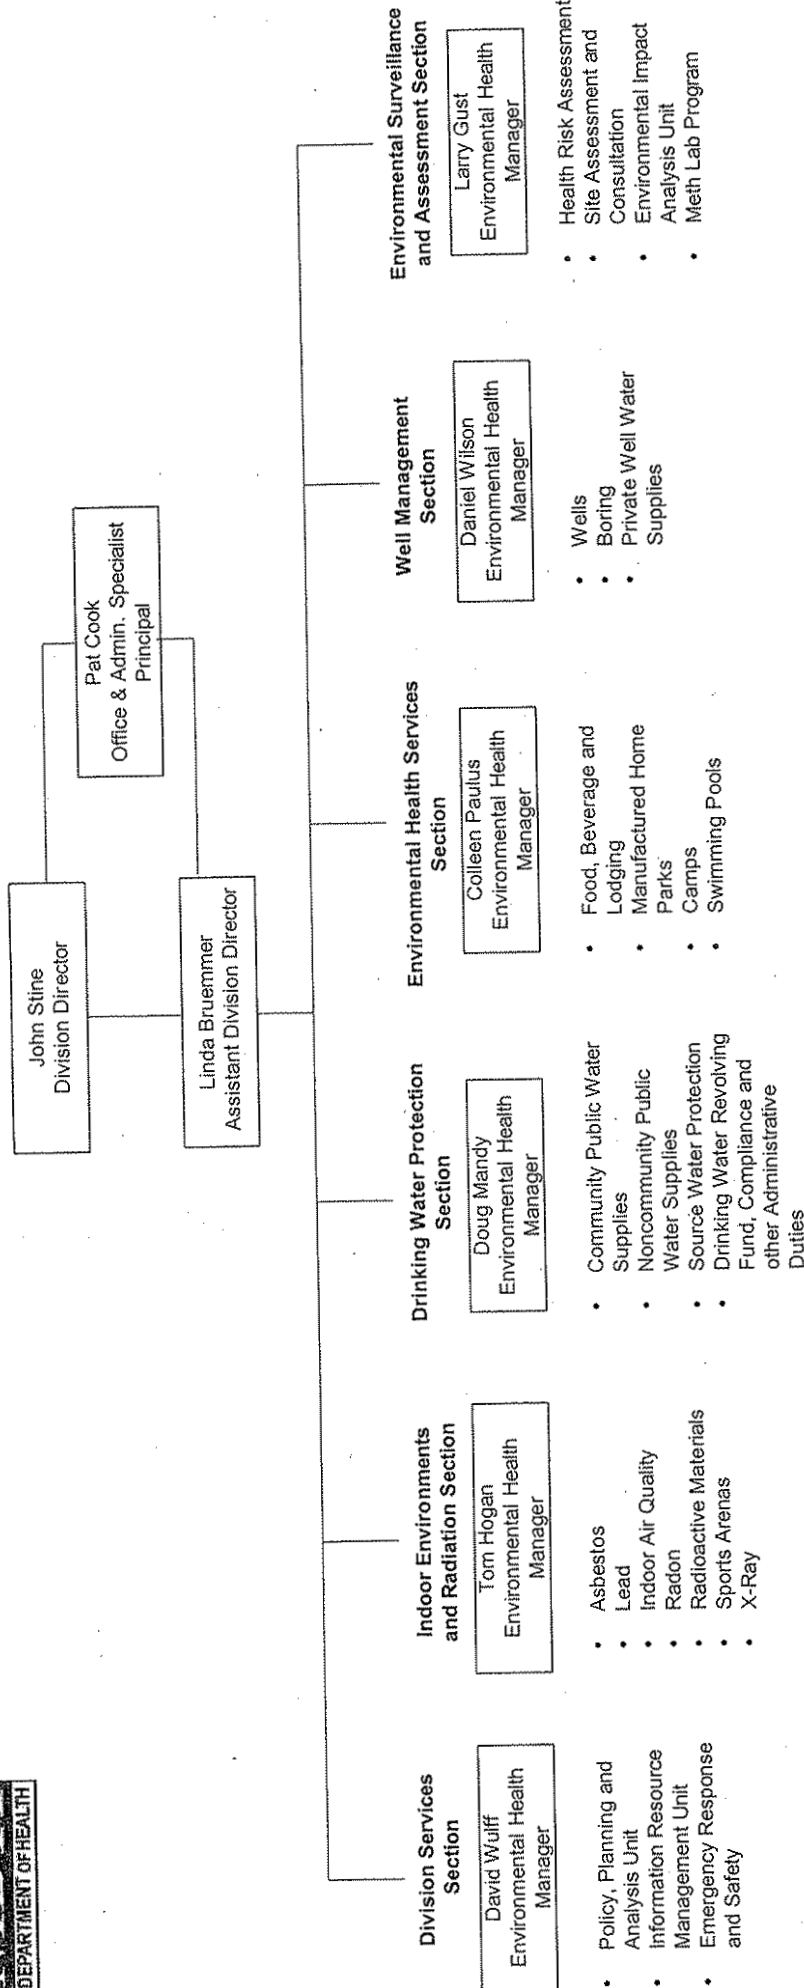 DEPARTMENT OF HEALTH
John Stine
Division Director
Pat Cook
Office & Admin. Specialist
Principal
Linda Bruemmer
Assistant Division Director
Division Services
Section
David Wulff
Environmental Health
Manager
• Policy, Planning and
Analysis Unit
• Information Resource
Management Unit
• Emergency Response
and Safety
Indoor Environments
and Radiation Section
Tom Hogan
Environmental Health
Manager
• Asbestos
• Lead
• Indoor Air Quality
• Radon
• Radioactive Materials
• Sports Arenas
• X-Ray
Drinking Water Protection
Section
Doug Mandy
Environmental Health
Manager
• Community Public Water
Supplies
• Noncommunity Public
Water Supplies
• Source Water Protection
• Drinking Water Revolving
Fund, Compliance and
other Administrative
Duties
Environmental Health Services
Section
Colleen Paulus
Environmental Health
Manager
• Food, Beverage and
Lodging
• Manufactured Home
Parks
• Camps
• Swimming Pools
Well Management
Section
Daniel Wilson
Environmental Health
Manager
• Wells
• Boring
• Private Well Water
Supplies
Environmental Surveillance
and Assessment Section
Larry Gust
Environmental Health
Manager
• Health Risk Assessment
• Site Assessment and
Consultation
• Environmental Impact
Analysis Unit
• Meth Lab Program